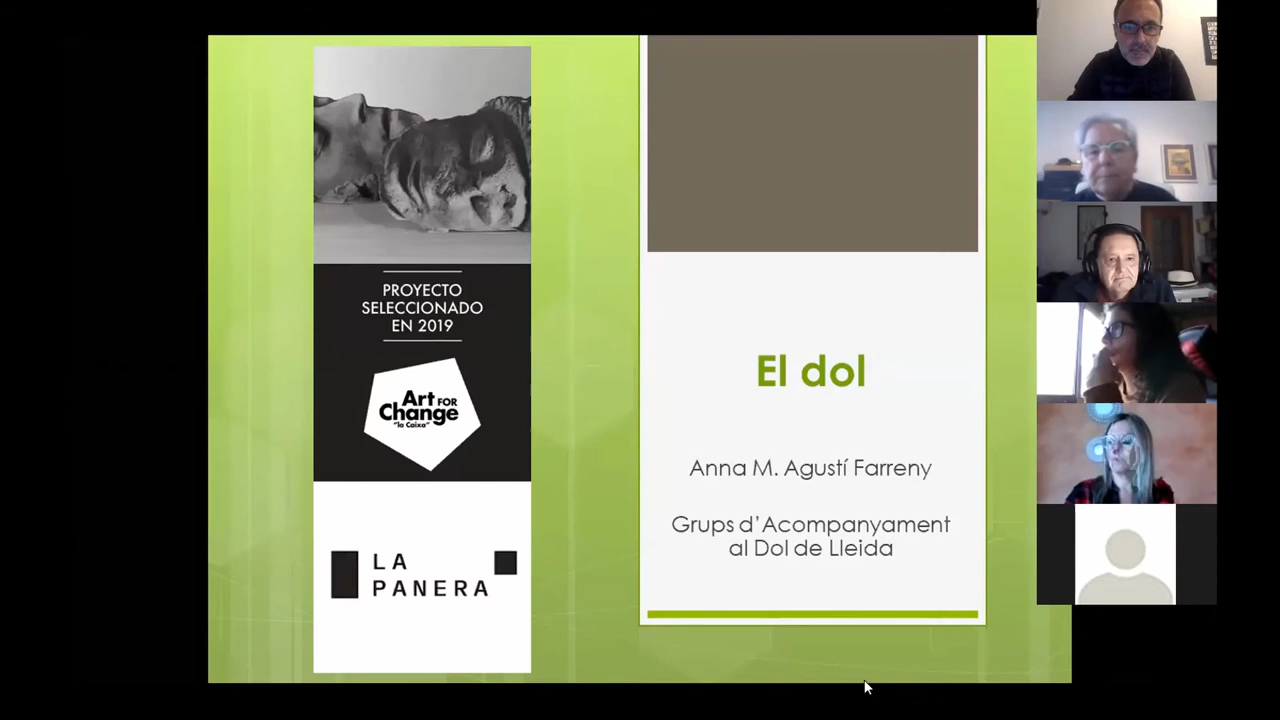 PROYECTO
SELECCIONADO
EN 2019
Art FOR
Change
"la Caixa"
LA
PANERA
El dol
Anna M. Agustí Farreny
Grups d'Acompanyament
al Dol de Lleida